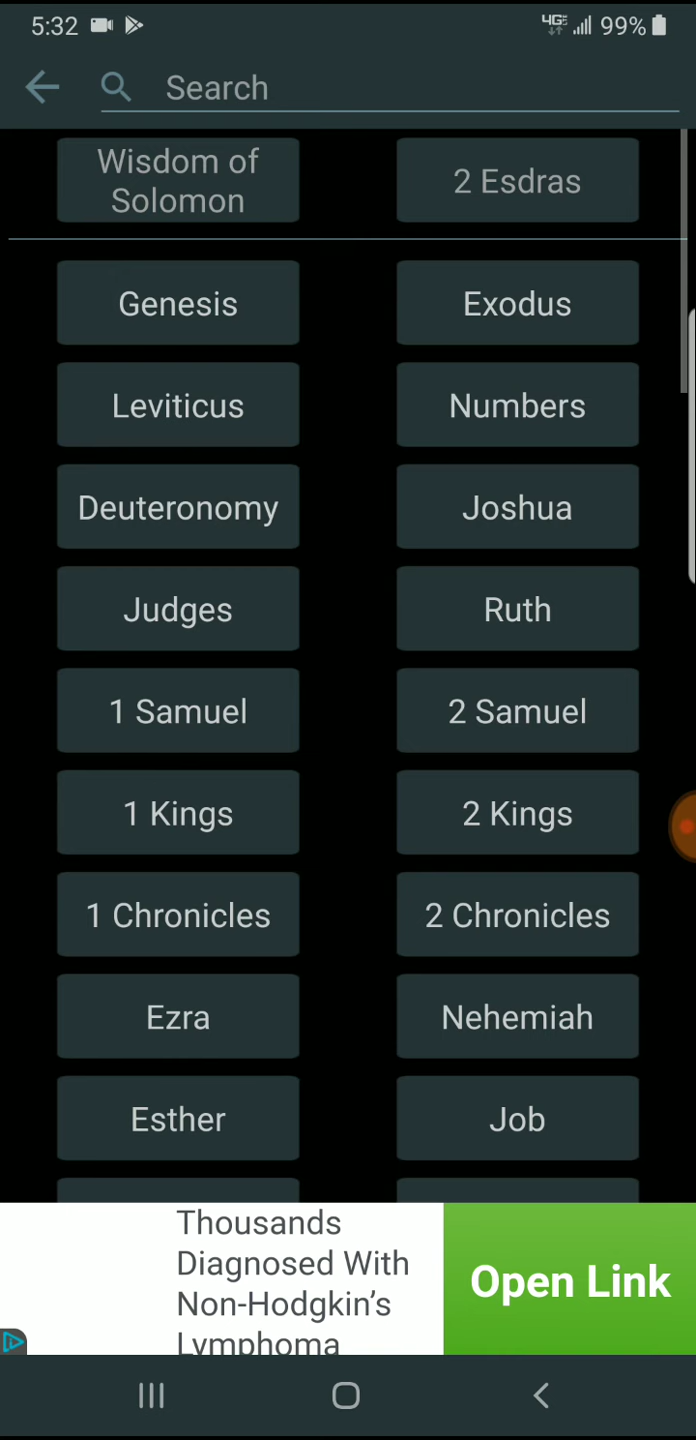 5:32 4GE 99%
Search
Wisdom of
Solomon
2 Esdras
Genesis
Exodus
Leviticus
Numbers
Deuteronomy
Joshua
Judges
Ruth
1 Samuel
2 Samuel
1 Kings
2 Kings
1 Chronicles
2 Chronicles
Ezra
Nehemiah
Esther
Job
Thousands
Diagnosed With
Non-Hodgkin’s
Lymphoma
Open Link